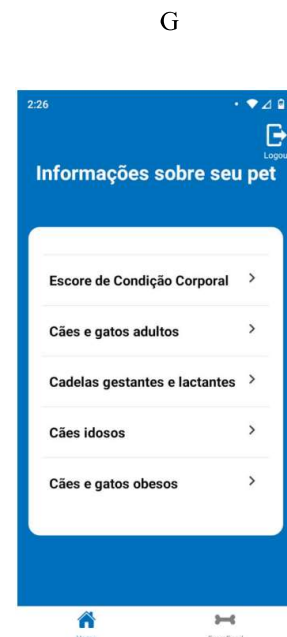 G
2:26
Logou
Informações sobre seu pet
Escore de Condição Corporal
Cães e gatos adultos
Cadelas gestantes e lactantes
Cães idosos
Cães e gatos obesos